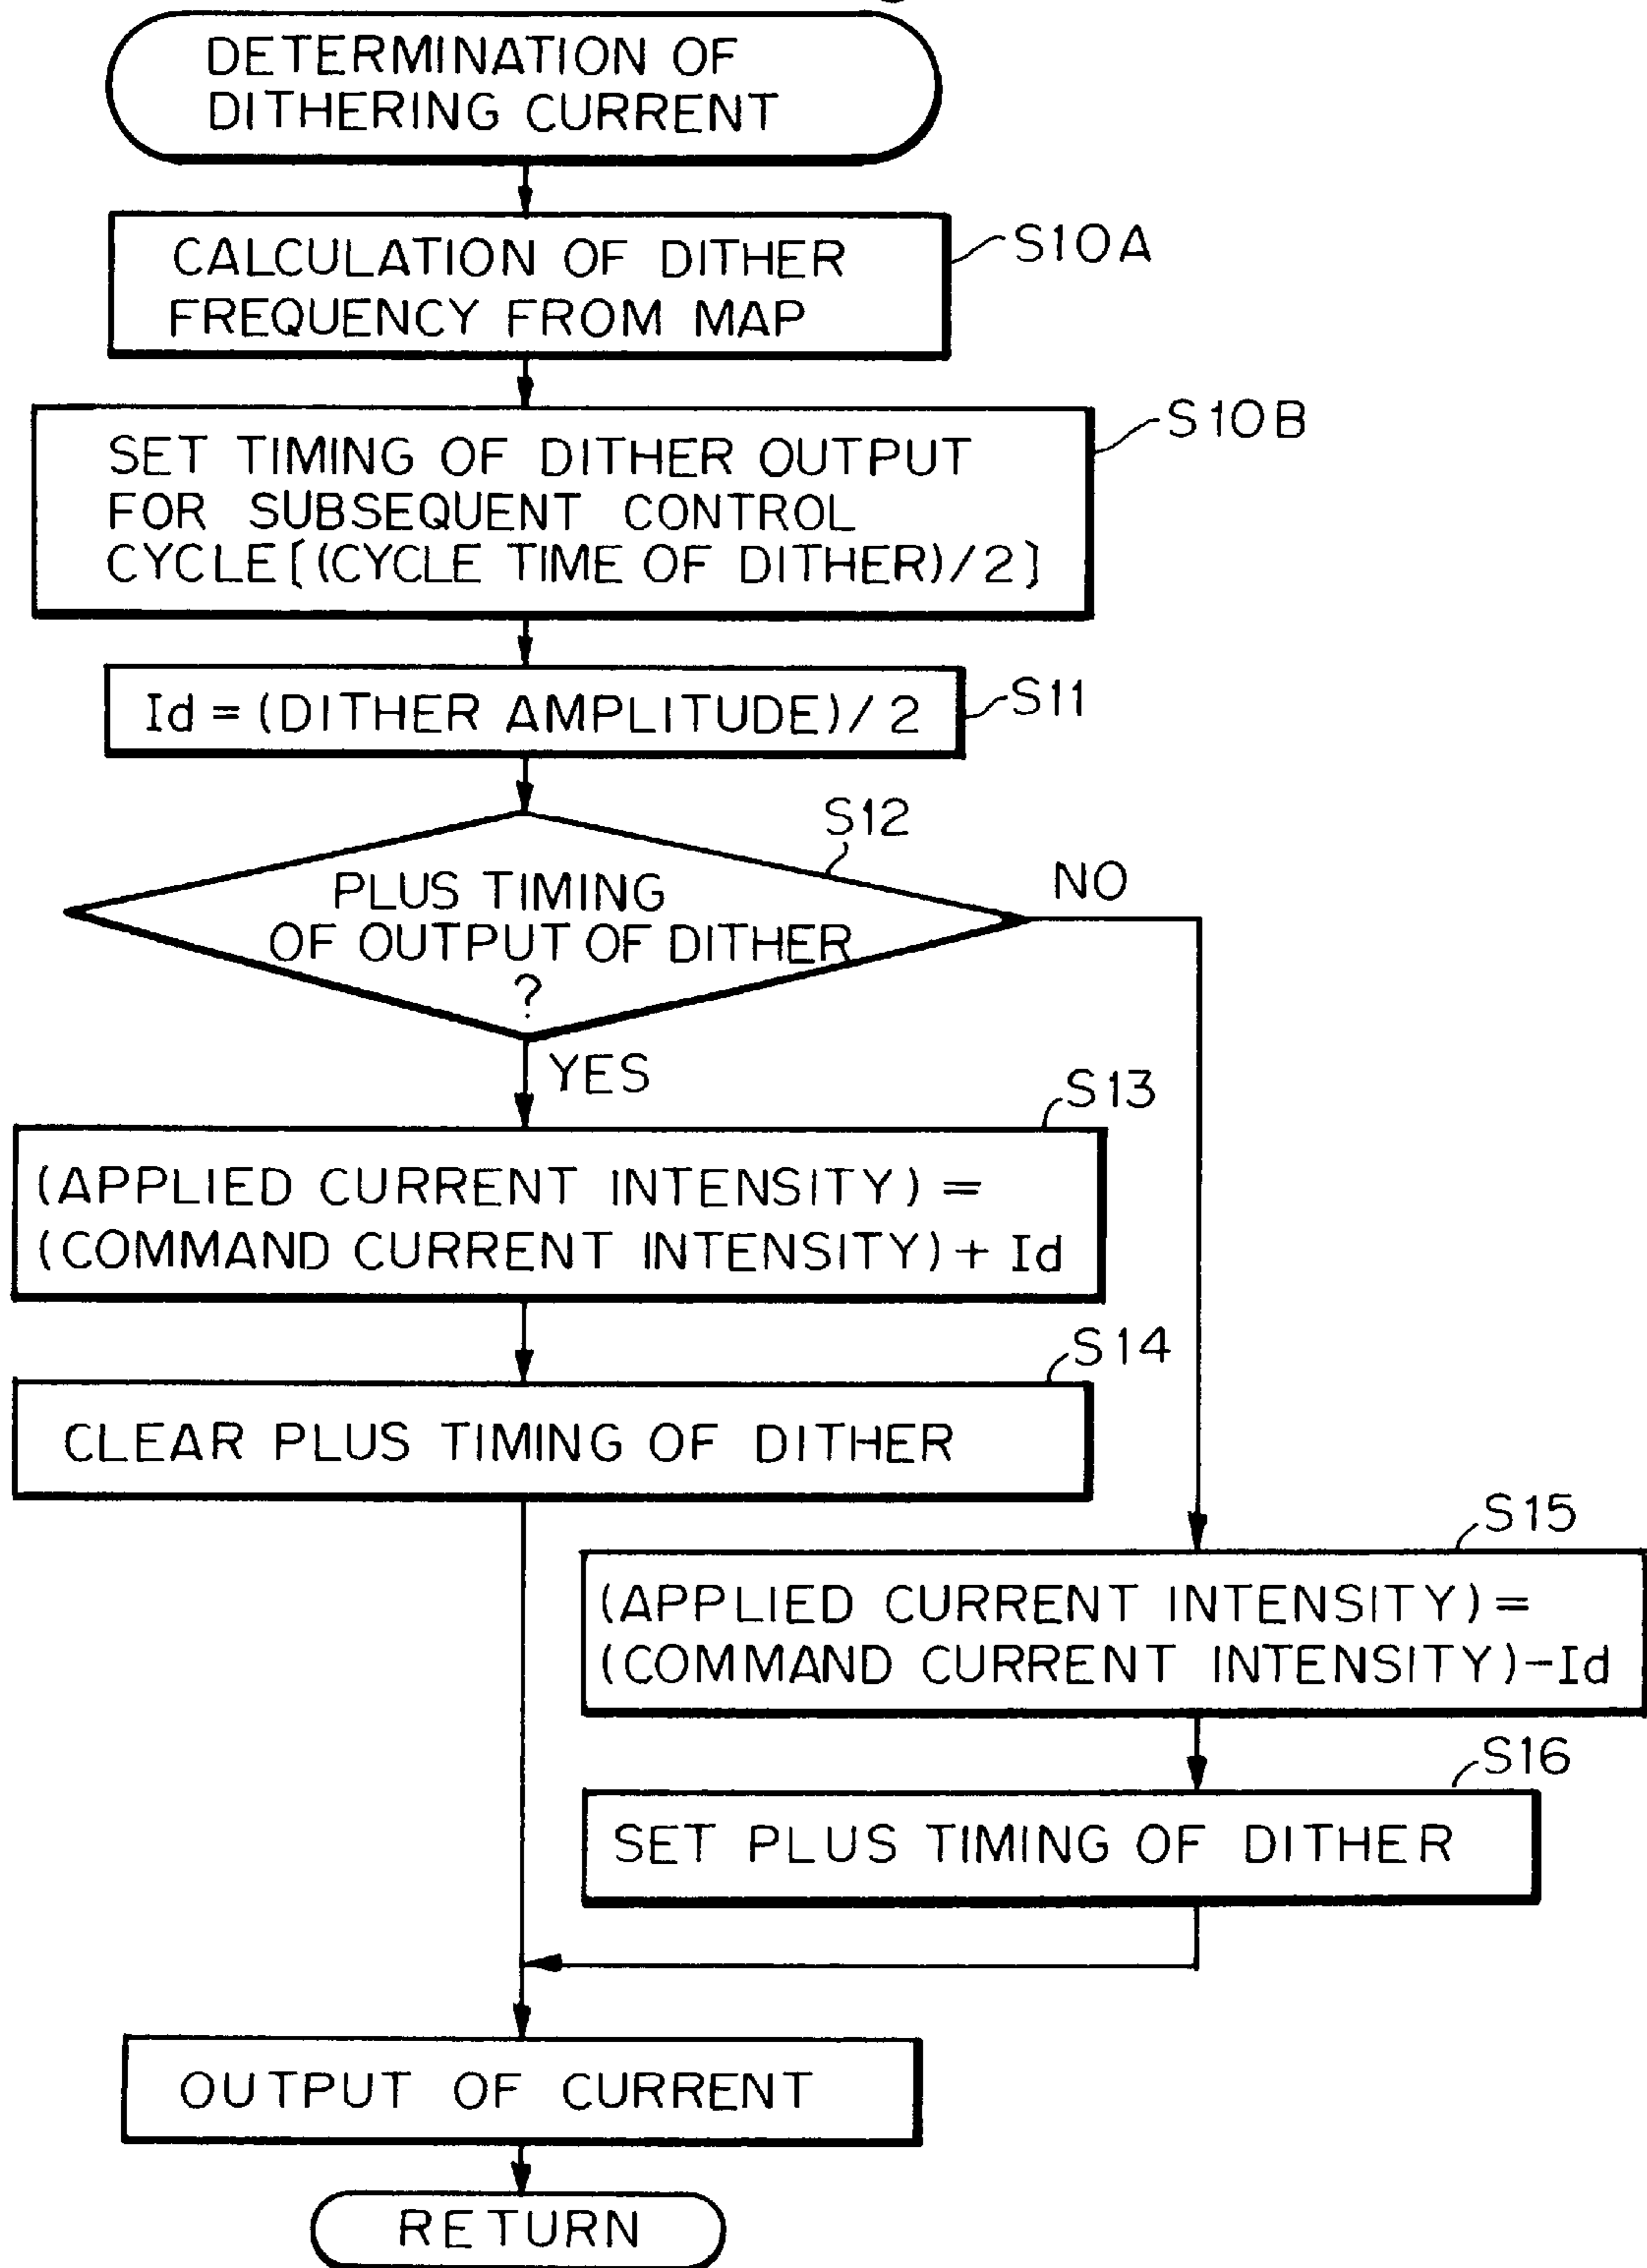 DETERMINATION OF
DITHERING CURRENT
CALCULATION OF DITHER
FREQUENCY FROM MAP
S10A
SET TIMING OF DITHER OUTPUT
FOR SUBSEQUENT CONTROL
CYCLE[(CYCLE TIME OF DITHER)/2]
S10B
Id = (DITHER AMPLITUDE)/2
S11
S12
PLUS TIMING
OF OUTPUT OF DITHER
?
NO
YES
S13
(APPLIED CURRENT INTENSITY) =
(COMMAND CURRENT INTENSITY) + Id
S14
CLEAR PLUS TIMING OF DITHER
S15
(APPLIED CURRENT INTENSITY) =
(COMMAND CURRENT INTENSITY) - Id
S16
SET PLUS TIMING OF DITHER
OUTPUT OF CURRENT
RETURN